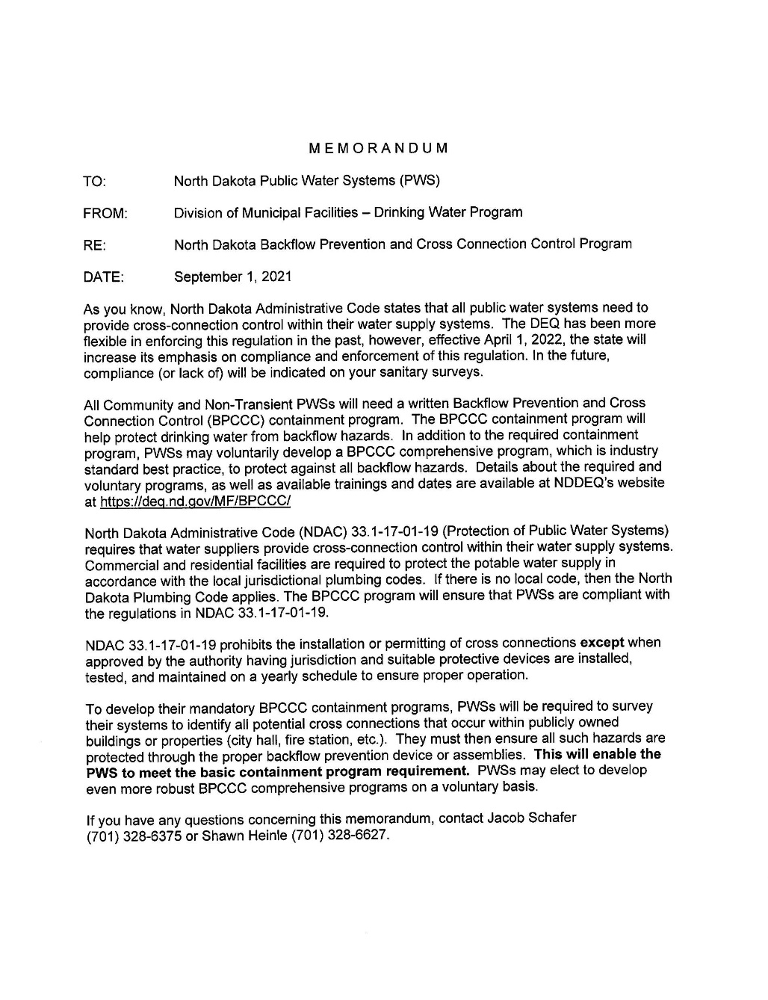 MEMORANDUM
TO: North Dakota Public Water Systems (PWS)
FROM: Division of Municipal Facilities – Drinking Water Program
RE: North Dakota Backflow Prevention and Cross Connection Control Program
DATE: September 1, 2021
As you know, North Dakota Administrative Code states that all public water systems need to
provide cross-connection control within their water supply systems. The DEQ has been more
flexible in enforcing this regulation in the past, however, effective April 1, 2022, the state will
increase its emphasis on compliance and enforcement of this regulation. In the future,
compliance (or lack of) will be indicated on your sanitary surveys.
All Community and Non-Transient PWSs will need a written Backflow Prevention and Cross
Connection Control (BPCCC) containment program. The BPCCC containment program will
help protect drinking water from backflow hazards. In addition to the required containment
program, PWSs may voluntarily develop a BPCCC comprehensive program, which is industry
standard best practice, to protect against all backflow hazards. Details about the required and
voluntary programs, as well as available trainings and dates are available at NDDEQ's website
at https://deq.nd.gov/MF/BPCCC/
North Dakota Administrative Code (NDAC) 33.1-17-01-19 (Protection of Public Water Systems)
requires that water suppliers provide cross-connection control within their water supply systems.
Commercial and residential facilities are required to protect the potable water supply in
accordance with the local jurisdictional plumbing codes. If there is no local code, then the North
Dakota Plumbing Code applies. The BPCCC program will ensure that PWSs are compliant with
the regulations in NDAC 33.1-17-01-19.
NDAC 33.1-17-01-19 prohibits the installation or permitting of cross connections except when
approved by the authority having jurisdiction and suitable protective devices are installed,
tested, and maintained on a yearly schedule to ensure proper operation.
To develop their mandatory BPCCC containment programs, PWSs will be required to survey
their systems to identify all potential cross connections that occur within publicly owned
buildings or properties (city hall, fire station, etc.). They must then ensure all such hazards are
protected through the proper backflow prevention device or assemblies. This will enable the
PWS to meet the basic containment program requirement. PWSs may elect to develop
even more robust BPCCC comprehensive programs on a voluntary basis.
If you have any questions concerning this memorandum, contact Jacob Schafer
(701) 328-6375 or Shawn Heinle (701) 328-6627.